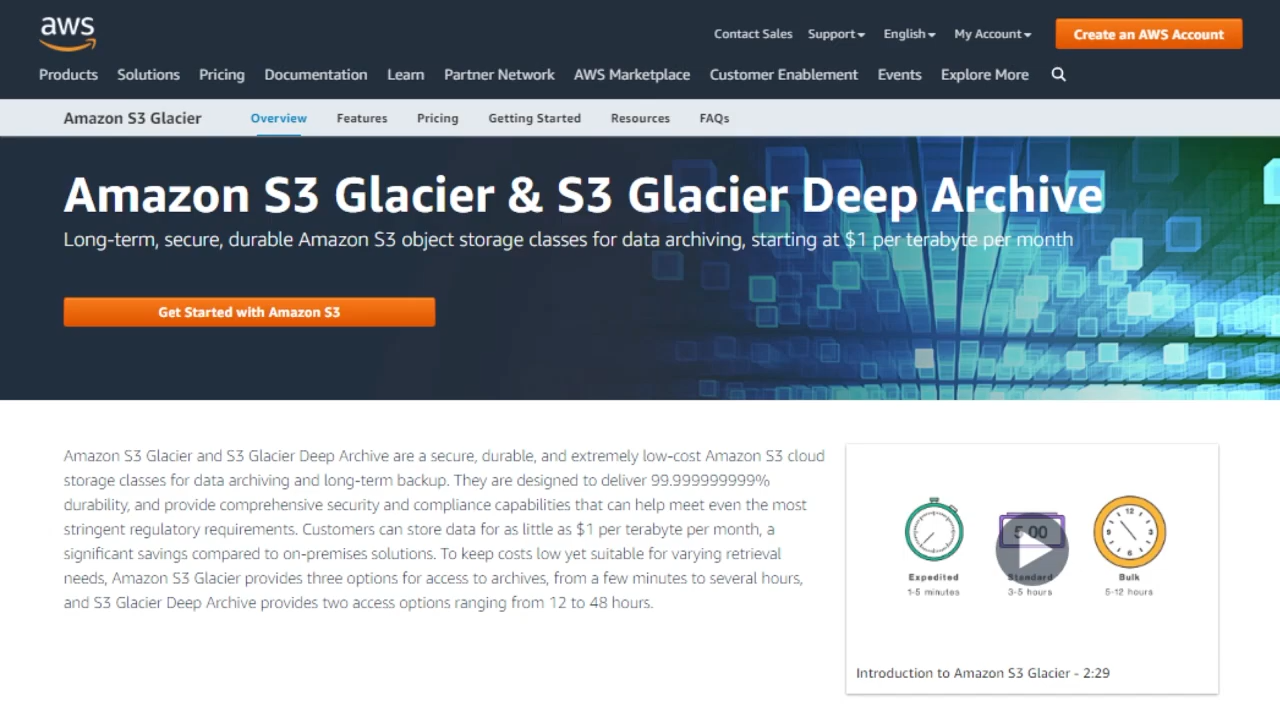 aws
Contact Sales Support English My Account Create an AWS Account
Products Solutions Pricing Documentation Learn Partner Network AWS Marketplace Customer Enablement Events Explore More
Amazon S3 Glacier Overview Features Pricing Getting Started Resources FAQs
Amazon S3 Glacier & S3 Glacier Deep Archive
Long-term, secure, durable Amazon S3 object storage classes for data archiving, starting at $1 per terabyte per month
Get Started with Amazon S3
Amazon S3 Glacier and S3 Glacier Deep Archive are a secure, durable, and extremely low-cost Amazon S3 cloud
storage classes for data archiving and long-term backup. They are designed to deliver 99.999999999%
durability, and provide comprehensive security and compliance capabilities that can help meet even the most
stringent regulatory requirements. Customers can store data for as little as $1 per terabyte per month, a
significant savings compared to on-premises solutions. To keep costs low yet suitable for varying retrieval
needs, Amazon S3 Glacier provides three options for access to archives, from a few minutes to several hours,
and S3 Glacier Deep Archive provides two access options ranging from 12 to 48 hours.
5:00
12
3
6
9
Expedited Standard Bulk
1-5 minutes 3-5 hours 5-12 hours
Introduction to Amazon S3 Glacier - 2:29